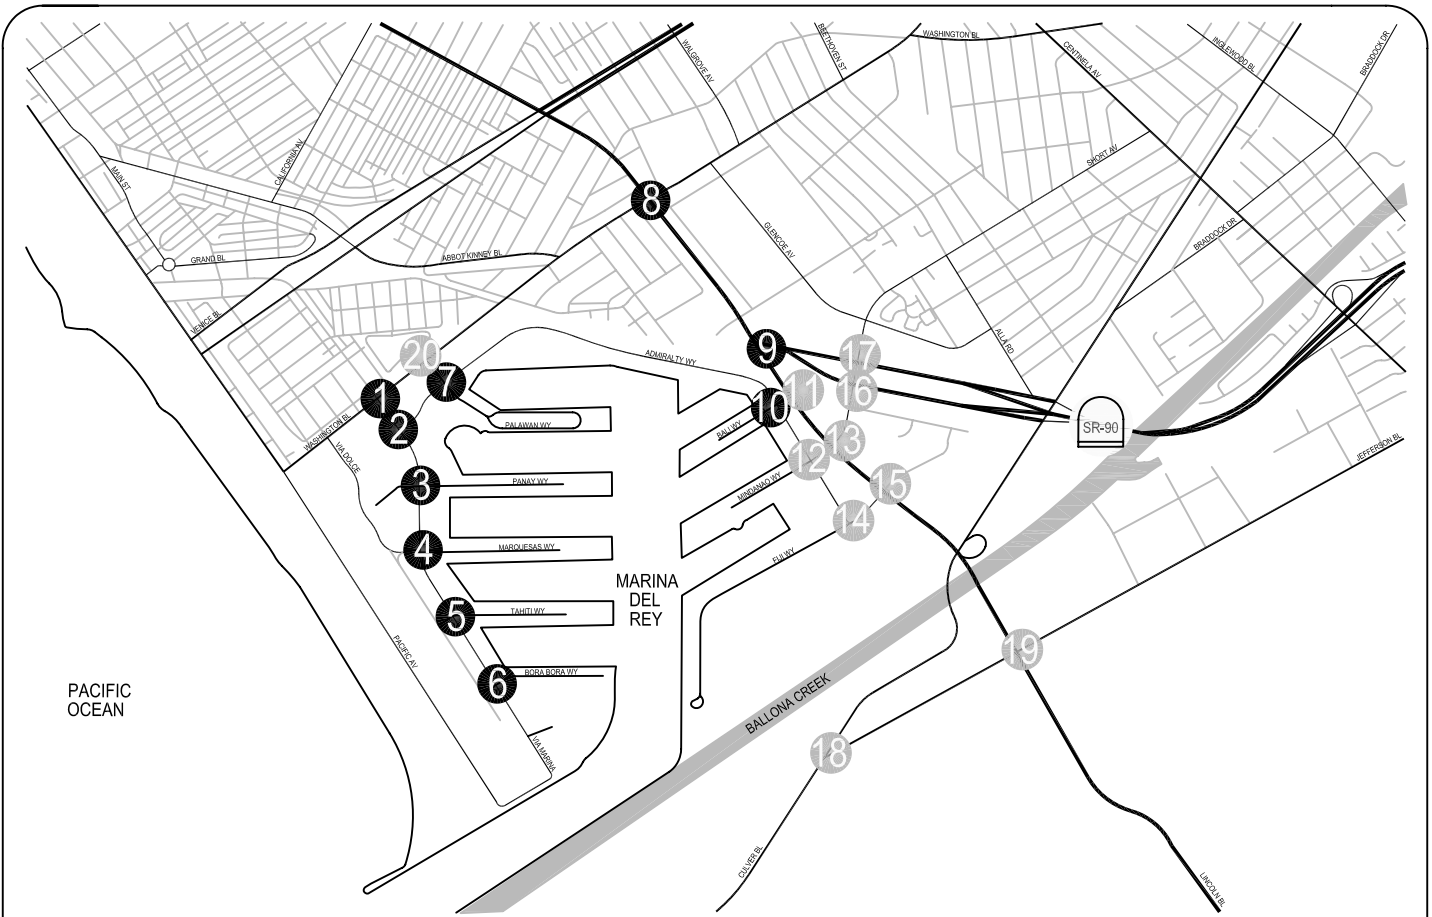 WASHINGTON BL
WALGROVE AV
BEETHOVEN ST.
CENTINELA AV
INGLEWOOD BL
BRADDOCK DR
CALIFORNIA AV
MAIN ST.
SHORT AV
8
GLENCOE AV
BRADDOCK DR
GRAND BL
ABBOT KINNEY BL
VENICE BL
ALLA RD
ADMIRALTY WY
20
7
9
17
1
11
16
10
2
WASHINGTON BL
PALAWAN WY
BALI WY
SR-90
13
JEFFERSON BL
VIA DOLCE
12
3
PANAY WY
MINDANAO WY
15
14
4
MARQUESAS WY
FIJI WY
MARINA
DEL
REY
5
TAHITI WY
PACIFIC AV
19
6
BORA BORA WY
PACIFIC
OCEAN
BALLONA CREEK
VIA MARINA
18
CULVER BL
LINCOLN BL